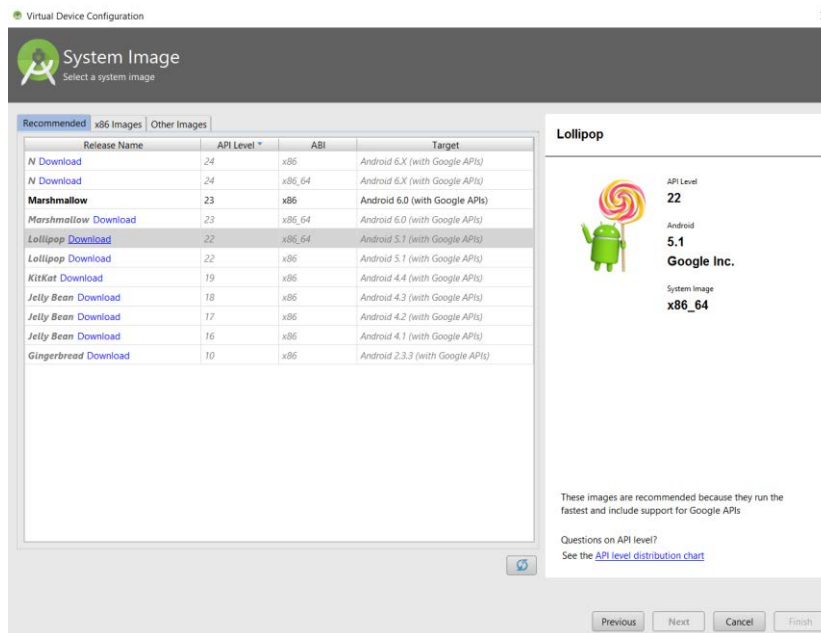 Virtual Device Configuration
System Image
Select a system image
Recommended x86 Images Other Images
Release Name API Level ABI Target
N Download 24 x86 Android 6.X (with Google APIs)
N Download 24 x86_64 Android 6.X (with Google APIs)
Marshmallow 23 x86 Android 6.0 (with Google APIs)
Marshmallow Download 23 x86_64 Android 6.0 (with Google APIs)
Lollipop Download 22 x86_64 Android 5.1 (with Google APIs)
Lollipop Download 22 x86 Android 5.1 (with Google APIs)
KitKat Download 19 x86 Android 4.4 (with Google APIs)
Jelly Bean Download 18 x86 Android 4.3 (with Google APIs)
Jelly Bean Download 17 x86 Android 4.2 (with Google APIs)
Jelly Bean Download 16 x86 Android 4.1 (with Google APIs)
Gingerbread Download 10 x86 Android 2.3.3 (with Google APIs)
Lollipop
API Level
22
Android
5.1
Google Inc.
System Image
x86_64
These images are recommended because they run the
fastest and include support for Google APIs
Questions on API level?
See the API level distribution chart
Previous Next Cancel Finish